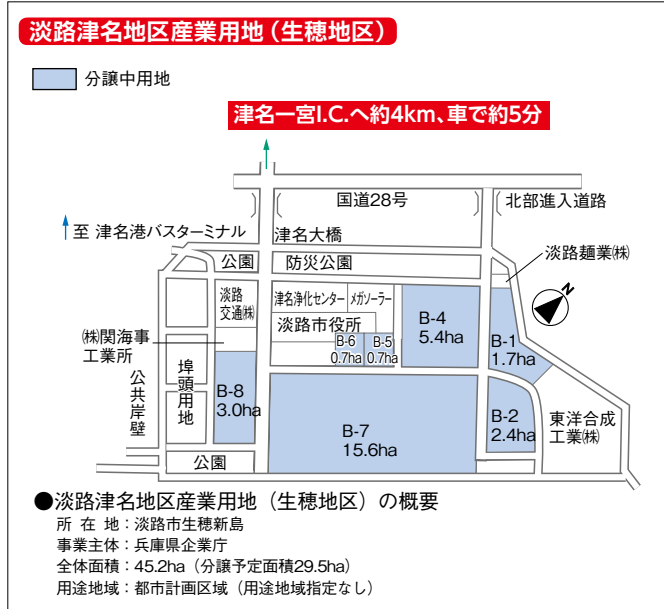 淡路津名地区産業用地（生穂地区）
分譲中用地
津名一宮I.C.へ約4km、車で約5分
国道28号
北部進入道路
至 津名港バスターミナル
津名大橋
淡路麺業㈱
公園
防災公園
N
淡路
交通㈱
津名浄化センター
メガソーラー
淡路市役所
B-4
5.4ha
B-1
1.7ha
B-6
0.7ha
B-5
0.7ha
㈱関海事
工業所
公共岸壁
埠頭用地
B-8
3.0ha
B-7
15.6ha
B-2
2.4ha
東洋合成
工業㈱
公園
●淡路津名地区産業用地（生穂地区）の概要
所 在 地：淡路市生穂新島
事業主体：兵庫県企業庁
全体面積：45.2ha（分譲予定面積29.5ha）
用途地域：都市計画区域（用途地域指定なし）